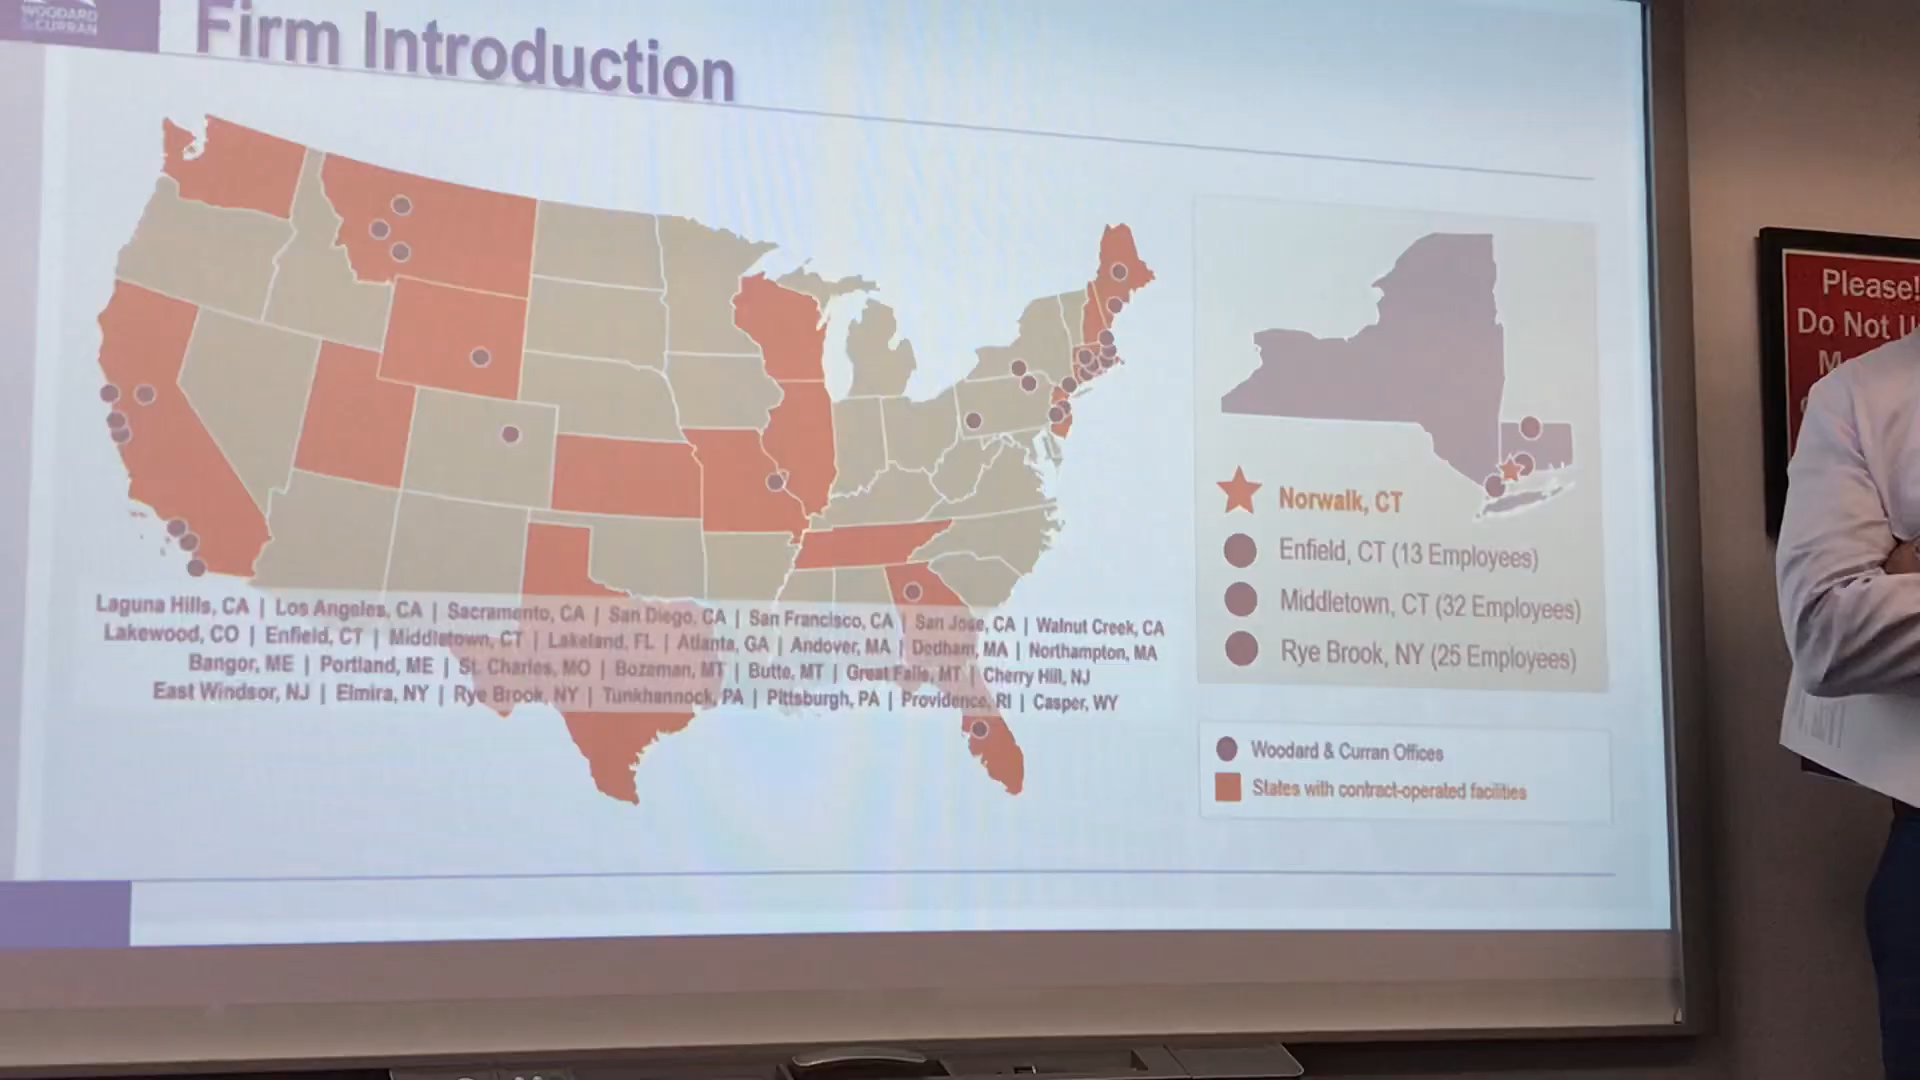 WOODARD
& CURRAN
Firm Introduction
Laguna Hills, CA | Los Angeles, CA | Sacramento, CA | San Diego, CA | San Francisco, CA | San Jose, CA | Walnut Creek, CA
Lakewood, CO | Enfield, CT | Middletown, CT | Lakeland, FL | Atlanta, GA | Andover, MA | Dedham, MA | Northampton, MA
Bangor, ME | Portland, ME | St. Charles, MO | Bozeman, MT | Butte, MT | Great Falls, MT | Cherry Hill, NJ
East Windsor, NJ | Elmira, NY | Rye Brook, NY | Tunkhannock, PA | Pittsburgh, PA | Providence, RI | Casper, WY
Norwalk, CT
Enfield, CT (13 Employees)
Middletown, CT (32 Employees)
Rye Brook, NY (25 Employees)
Woodard & Curran Offices
States with contract-operated facilities
Please!
Do Not